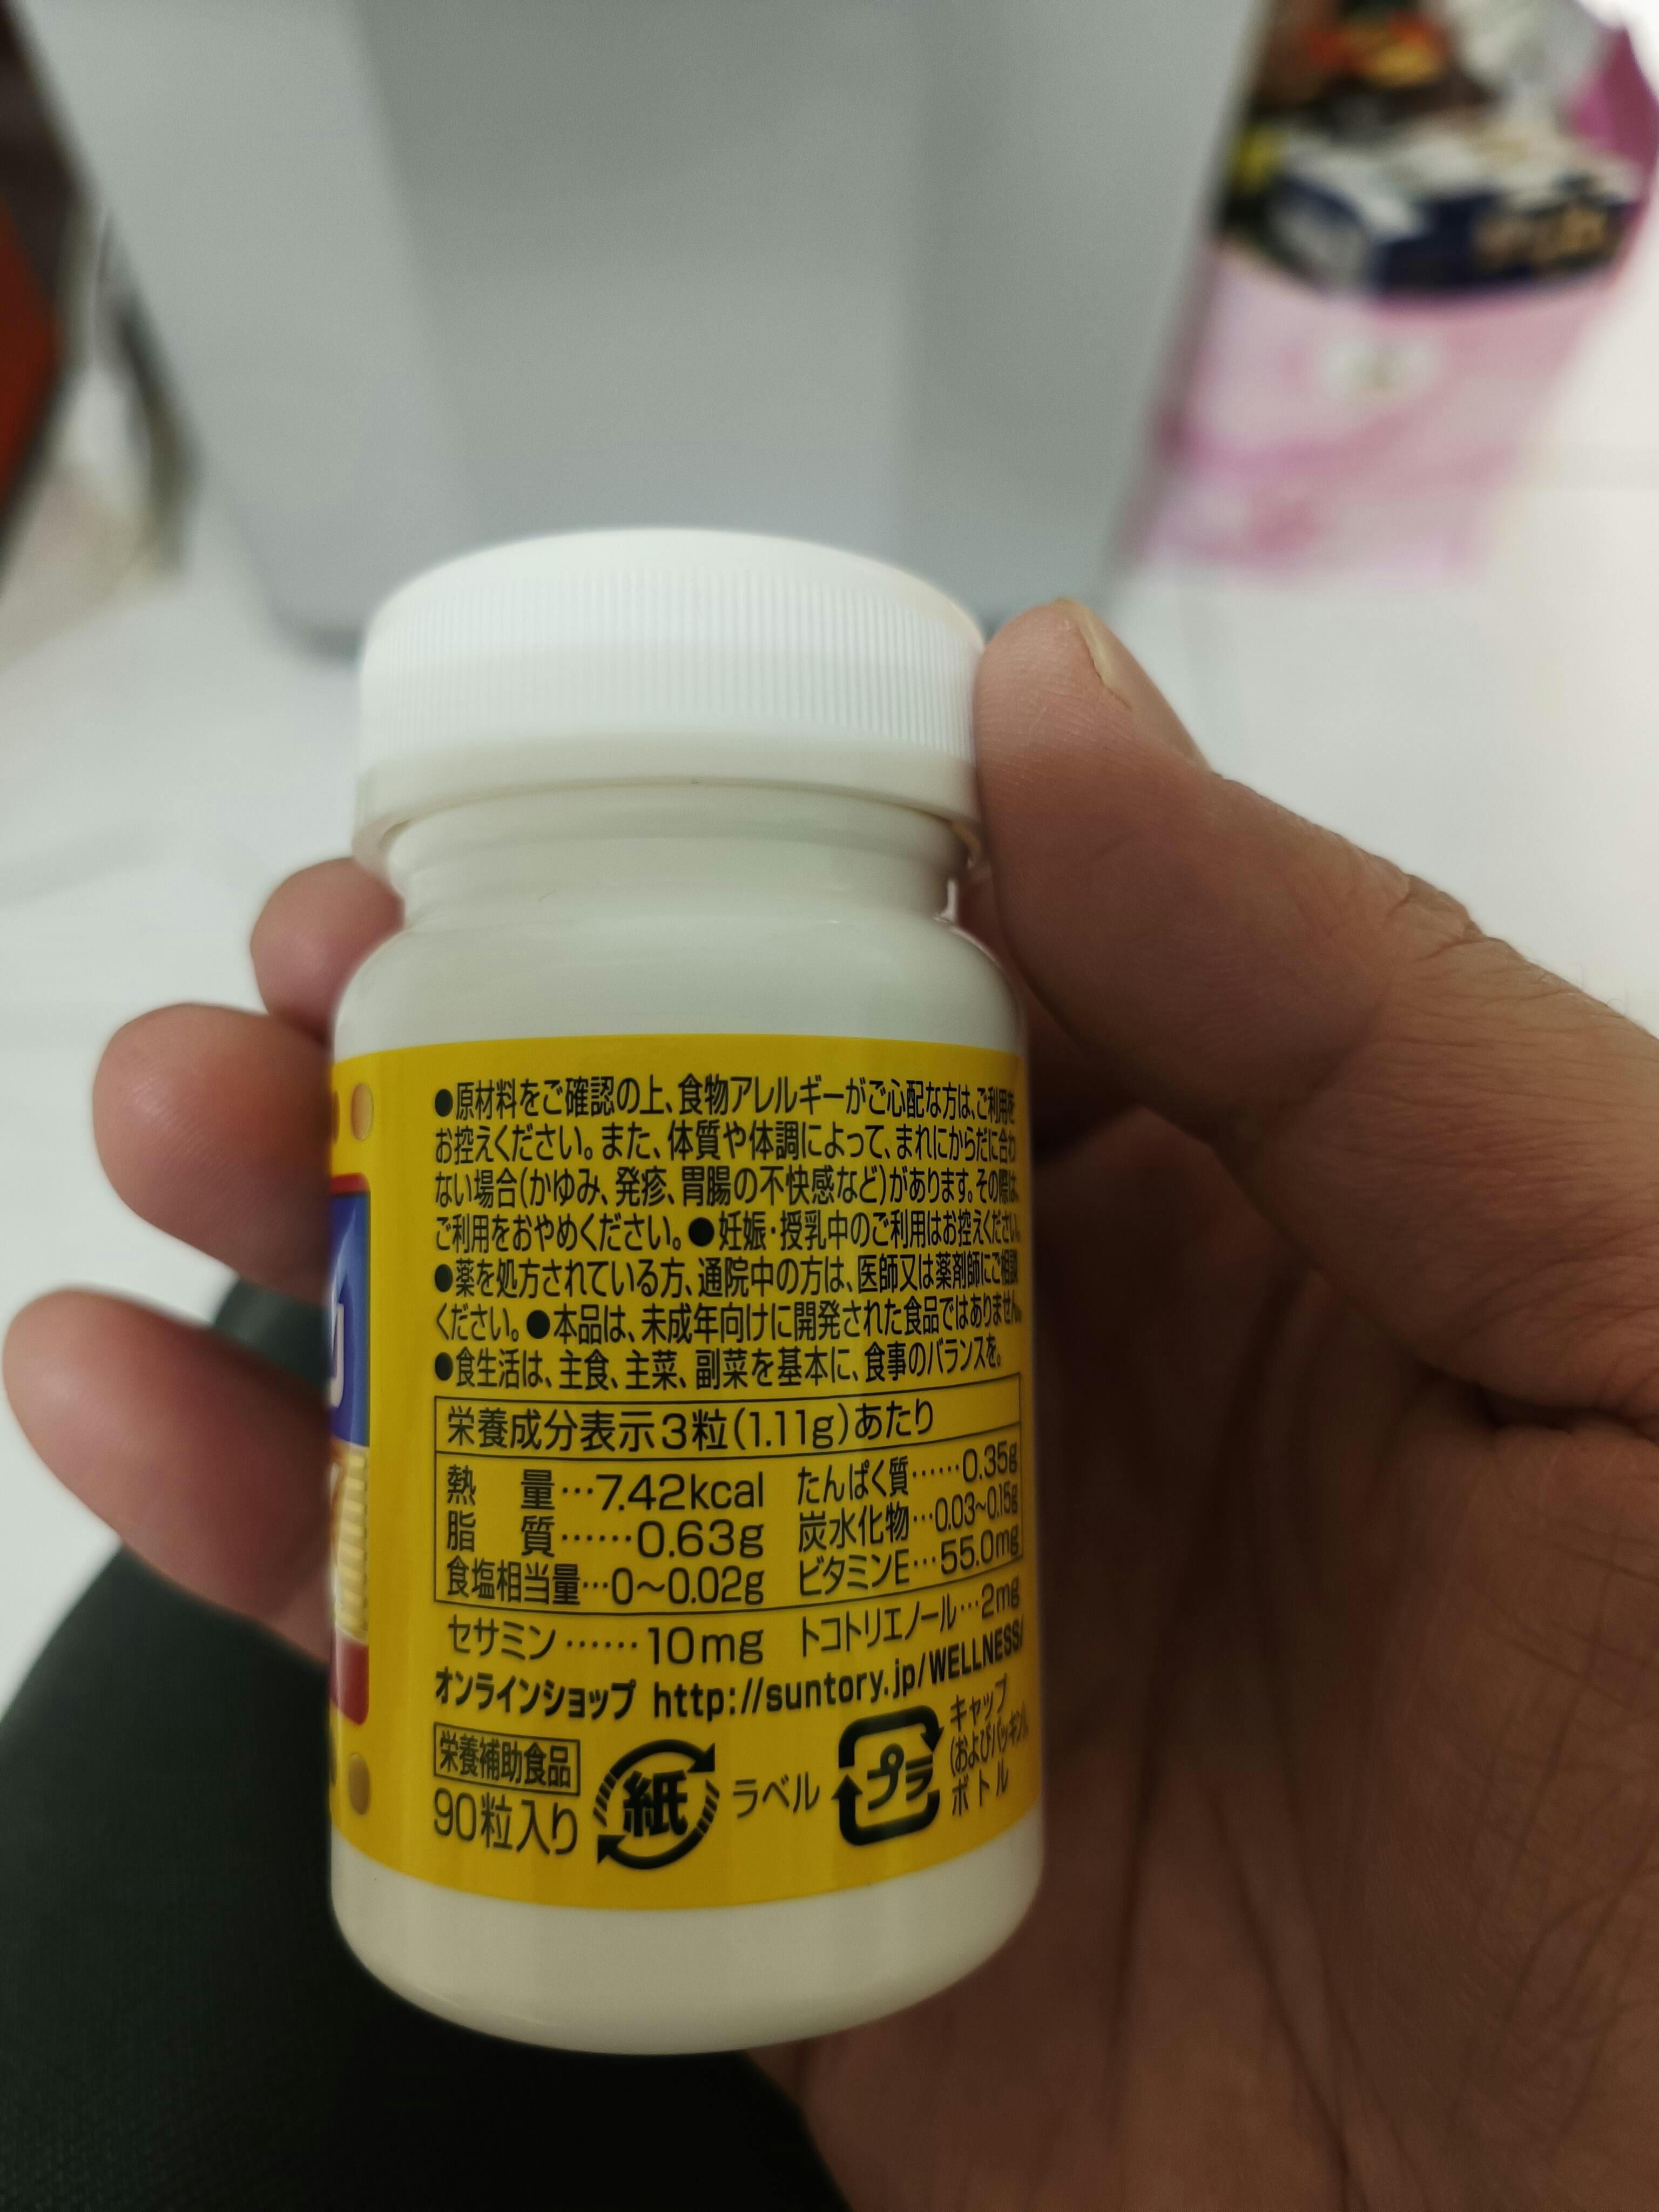 ●原材料をご確認の上、食物アレルギーがご心配な方は、ご利用を
お控えください。また、体質や体調によって、まれにからだに合わ
ない場合(かゆみ、発疹、胃腸の不快感など)があります。その際は、
ご利用をおやめください。●妊娠・授乳中のご利用はお控えください。
●薬を処方されている方、通院中の方は、医師又は薬剤師にご相談
ください。●本品は、未成年向けに開発された食品ではありません。
●食生活は、主食、主菜、副菜を基本に、食事のバランスを。
栄養成分表示3粒(1.11g)あたり
熱量…7.42kcal たんぱく質……0.35g
脂質……0.63g 炭水化物…0.03~0.15g
食塩相当量…0~0.02g ビタミンE…55.0mg
セサミン……10mg トコトリエノール…2mg
オンラインショップ http://suntory.jp/WELLNESS/
栄養補助食品
90粒入り
紙
ラベル
プラ
キャップ
(およびパッキン)、
ボトル